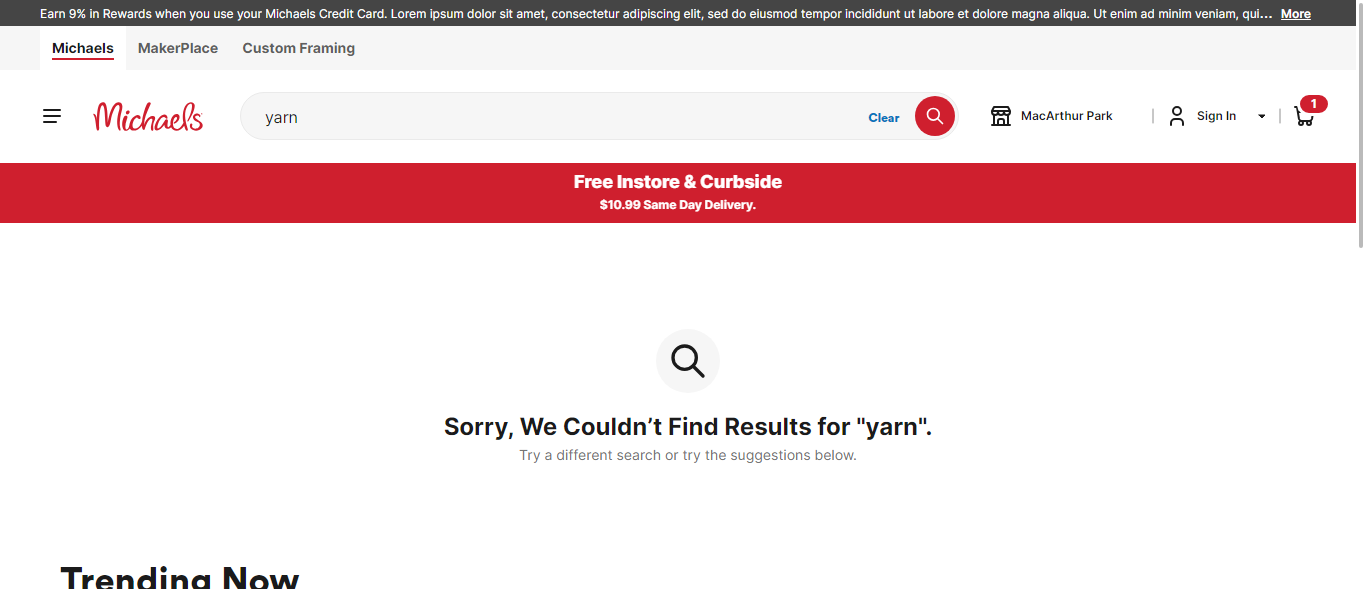 Earn 9% in Rewards when you use your Michaels Credit Card. Lorem ipsum dolor sit amet, consectetur adipiscing elit, sed do eiusmod tempor incididunt ut labore et dolore magna aliqua. Ut enim ad minim veniam, qui... More
Michaels MakerPlace Custom Framing
Michaels yarn Clear MacArthur Park Sign In 1
Free Instore & Curbside
$10.99 Same Day Delivery.
Sorry, We Couldn’t Find Results for "yarn".
Try a different search or try the suggestions below.
Trending Now